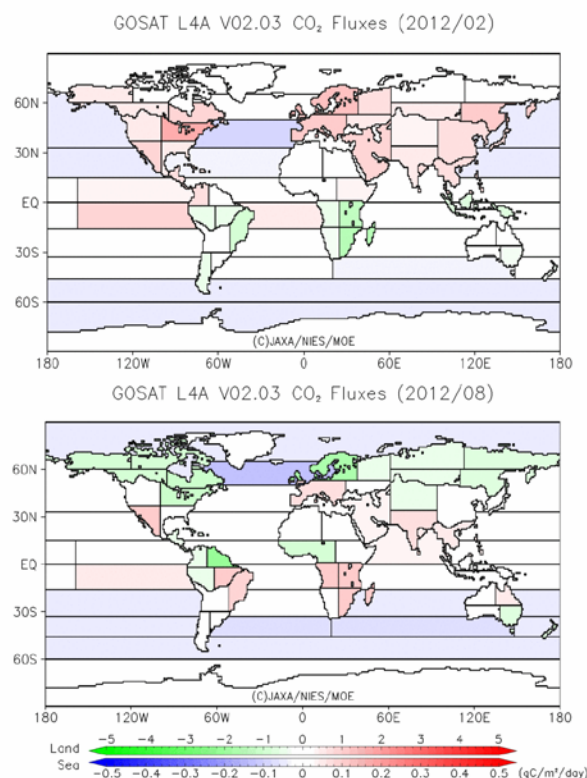 GOSAT L4A V02.03 CO₂ Fluxes (2012/02)
60N
30N
EQ
30S
60S
(C)JAXA/NIES/MOE
180 120W 60W 0 60E 120E 180
GOSAT L4A V02.03 CO₂ Fluxes (2012/08)
60N
30N
EQ
30S
60S
(C)JAXA/NIES/MOE
180 120W 60W 0 60E 120E 180
Land -5 -4 -3 -2 -1 0 1 2 3 4 5
Sea -0.5 -0.4 -0.3 -0.2 -0.1 0 0.1 0.2 0.3 0.4 0.5 (gC/m²/day)